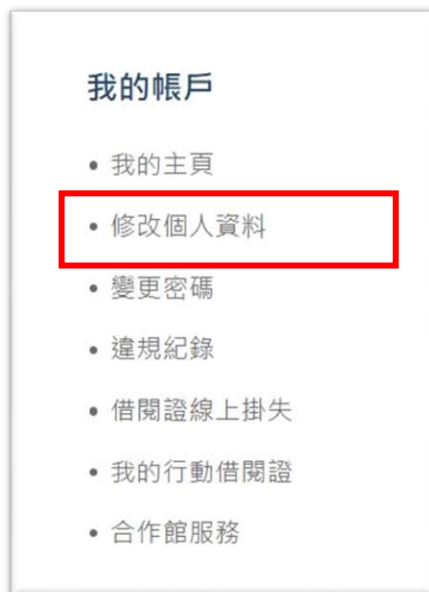 我的帳戶
• 我的主頁
• 修改個人資料
• 變更密碼
• 違規紀錄
• 借閱證線上掛失
• 我的行動借閱證
• 合作館服務